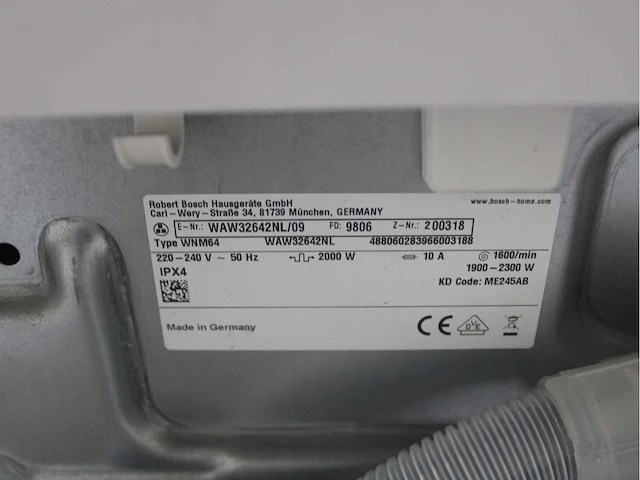 Robert Bosch Hausgeräte GmbH
www.bosch-home.com
Carl-Wery-Straße 34, 81739 München, GERMANY
E-Nr.: WAW32642NL/09 FD: 9806 Z-Nr.: 200318
Type WNM64 WAW32642NL 488060283966003188
220-240 V ~ 50 Hz 2000 W 10 A 1600/min
1900-2300 W
IPX4
KD Code: ME245AB
Made in Germany
CE DVE